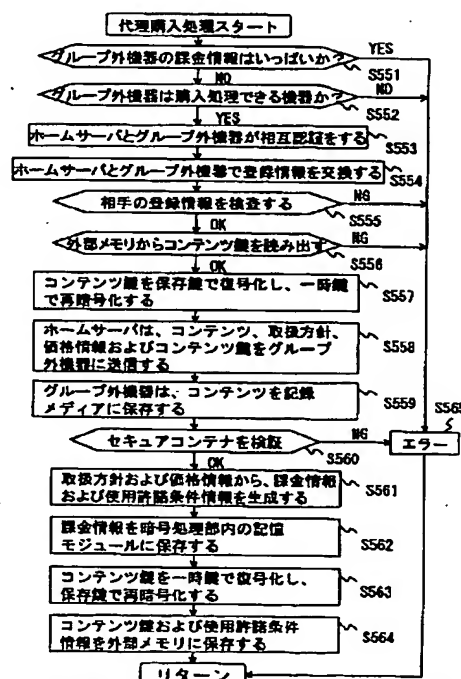 代理購入処理スタート
グループ外機器の課金情報はいっぱいか?
YES
S551
NO
グループ外機器は購入処理できる機器か?
NO
S552
YES
ホームサーバとグループ外機器が相互認証をする
S553
ホームサーバとグループ外機器で登録情報を交換する
S554
相手の登録情報を検査する
NG
S555
OK
外部メモリからコンテンツ鍵を読み出す
NG
S556
OK
コンテンツ鍵を保存鍵で復号化し、一時鍵
で再暗号化する
S557
ホームサーバは、コンテンツ、取扱方針、
価格情報およびコンテンツ鍵をグループ
外機器に送信する
S558
グループ外機器は、コンテンツを記録
メディアに保存する
S559
セキュアコンテナを検証
NG
S560
エラー
S565
OK
取扱方針および価格情報から、課金情報
および使用許諾条件情報を生成する
S561
課金情報を暗号処理部内の記憶
モジュールに保存する
S562
コンテンツ鍵を一時鍵で復号化し、
保存鍵で再暗号化する
S563
コンテンツ鍵および使用許諾条件
情報を外部メモリに保存する
S564
リターン